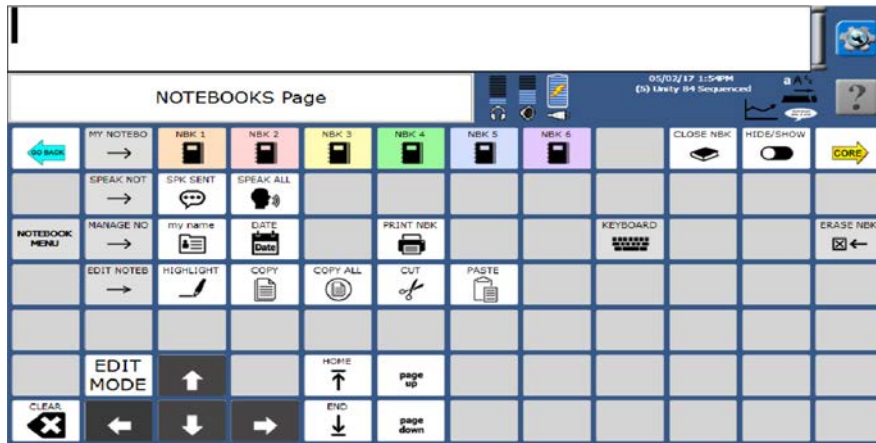 05/02/17 1:54PM
(5) Unity 84 Sequenced
NOTEBOOKS Page
?
GO BACK MY NOTEBO NBK 1 NBK 2 NBK 3 NBK 4 NBK 5 NBK 6 CLOSE NBK HIDE/SHOW CORE
SPEAK NOT SPK SENT SPEAK ALL
NOTEBOOK MENU MANAGE NO my name DATE Date PRINT NBK KEYBOARD ERASE NBK
EDIT NOTEB HIGHLIGHT COPY COPY ALL CUT PASTE
EDIT MODE HOME page up
CLEAR END page down